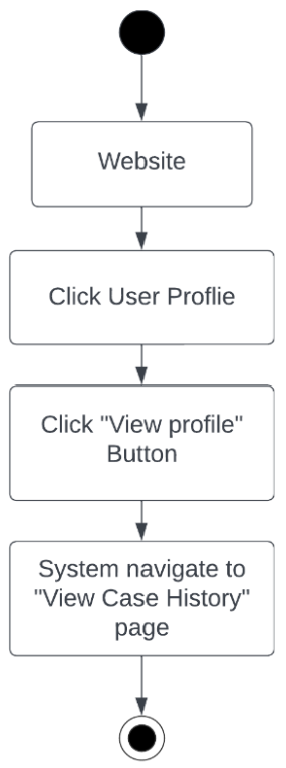 Website
Click User Proflie
Click "View profile"
Button
System navigate to
"View Case History"
page